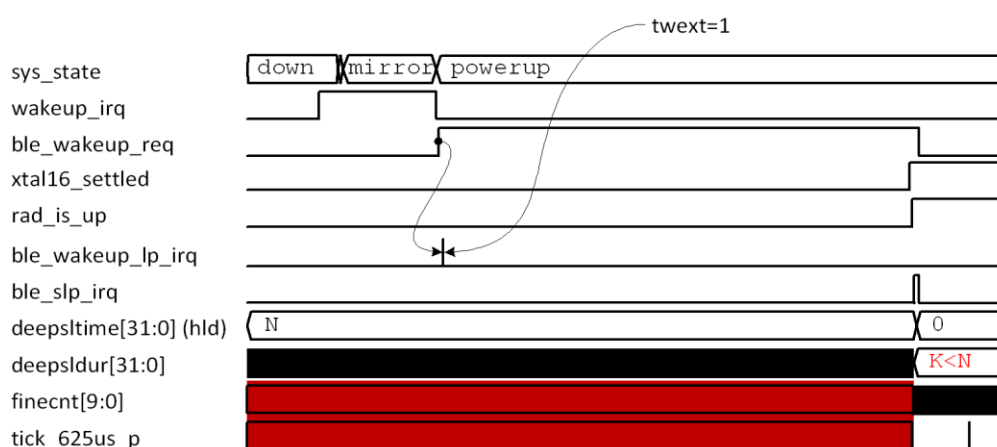 twext=1
sys_state down mirror powerup
wakeup_irq
ble_wakeup_req
xtal16_settled
rad_is_up
ble_wakeup_lp_irq
ble_slp_irq
deepsltime[31:0] (hld) N 0
deepsldur[31:0] K<N
finecnt[9:0]
tick_625us_p